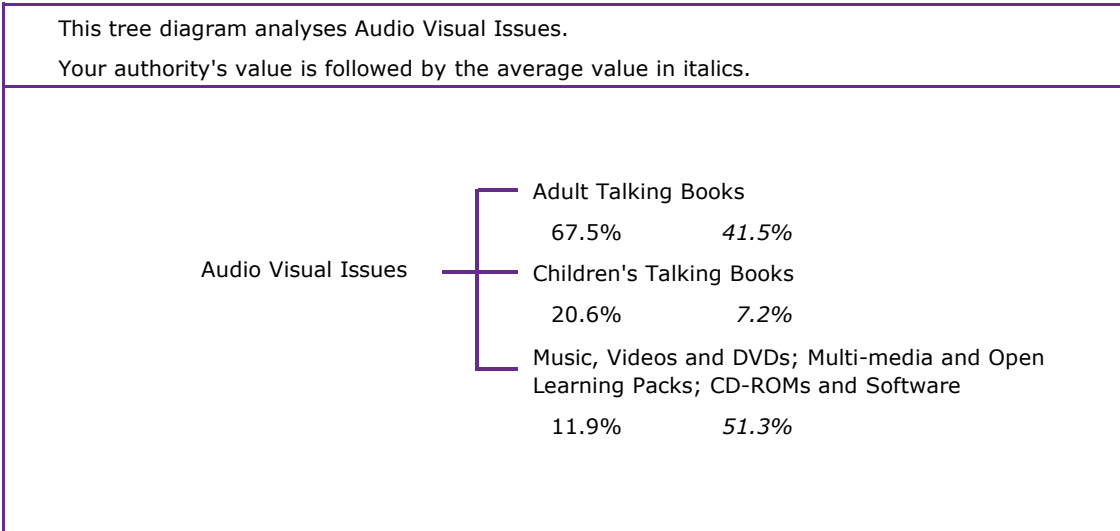 This tree diagram analyses Audio Visual Issues.
Your authority's value is followed by the average value in italics.
Adult Talking Books
67.5% 41.5%
Audio Visual Issues
Children's Talking Books
20.6% 7.2%
Music, Videos and DVDs; Multi-media and Open
Learning Packs; CD-ROMs and Software
11.9% 51.3%